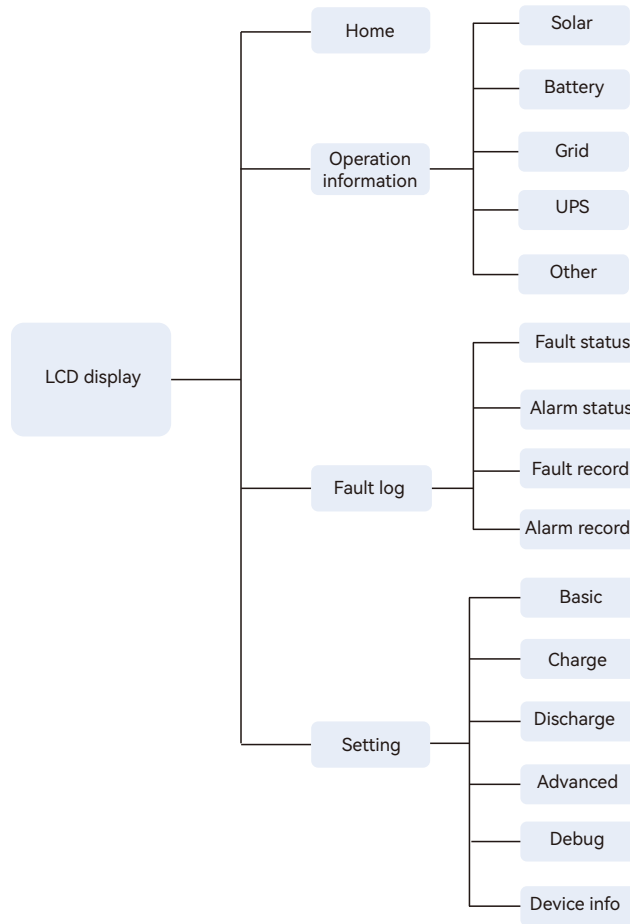 LCD display
Home
Operation
information
Solar
Battery
Grid
UPS
Other
Fault log
Fault status
Alarm status
Fault record
Alarm record
Setting
Basic
Charge
Discharge
Advanced
Debug
Device info